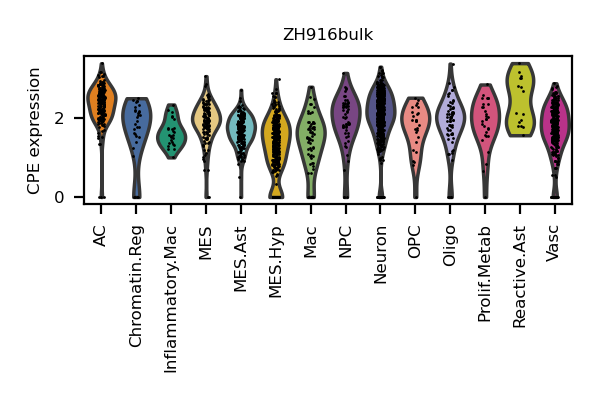 ZH916bulk
CPE expression
2
0
AC
Chromatin.Reg
Inflammatory.Mac
MES
MES.Ast
MES.Hyp
Mac
NPC
Neuron
OPC
Oligo
Prolif.Metab
Reactive.Ast
Vasc